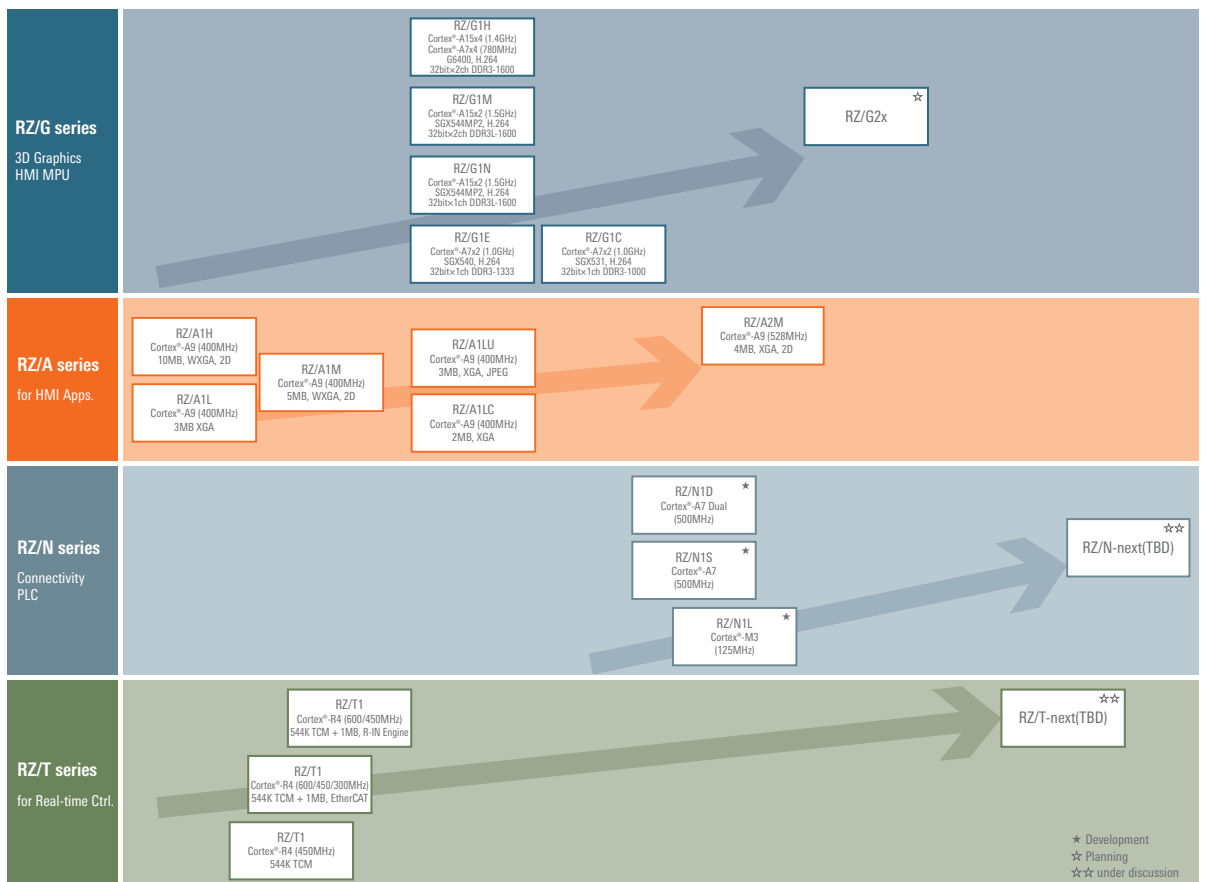 RZ/G series
3D Graphics
HMI MPU
RZ/G1H
Cortex®-A15x4 (1.4GHz)
Cortex®-A7x4 (780MHz)
G6400, H.264
32bit×2ch DDR3-1600
RZ/G1M
Cortex®-A15x2 (1.5GHz)
SGX544MP2, H.264
32bit×2ch DDR3L-1600
RZ/G1N
Cortex®-A15x2 (1.5GHz)
SGX544MP2, H.264
32bit×1ch DDR3L-1600
RZ/G1E
Cortex®-A7x2 (1.0GHz)
SGX540, H.264
32bit×1ch DDR3-1333
RZ/G1C
Cortex®-A7x2 (1.0GHz)
SGX531, H.264
32bit×1ch DDR3-1000
☆
RZ/G2x
RZ/A series
for HMI Apps.
RZ/A1H
Cortex®-A9 (400MHz)
10MB, WXGA, 2D
RZ/A1L
Cortex®-A9 (400MHz)
3MB XGA
RZ/A1M
Cortex®-A9 (400MHz)
5MB, WXGA, 2D
RZ/A1LU
Cortex®-A9 (400MHz)
3MB, XGA, JPEG
RZ/A1LC
Cortex®-A9 (400MHz)
2MB, XGA
RZ/A2M
Cortex®-A9 (528MHz)
4MB, XGA, 2D
RZ/N series
Connectivity
PLC
RZ/N1D ★
Cortex®-A7 Dual
(500MHz)
RZ/N1S ★
Cortex®-A7
(500MHz)
RZ/N1L ★
Cortex®-M3
(125MHz)
☆☆
RZ/N-next(TBD)
RZ/T series
for Real-time Ctrl.
RZ/T1
Cortex®-R4 (600/450MHz)
544K TCM + 1MB, R-IN Engine
RZ/T1
Cortex®-R4 (600/450/300MHz)
544K TCM + 1MB, EtherCAT
RZ/T1
Cortex®-R4 (450MHz)
544K TCM
☆☆
RZ/T-next(TBD)
★ Development
☆ Planning
☆☆ under discussion